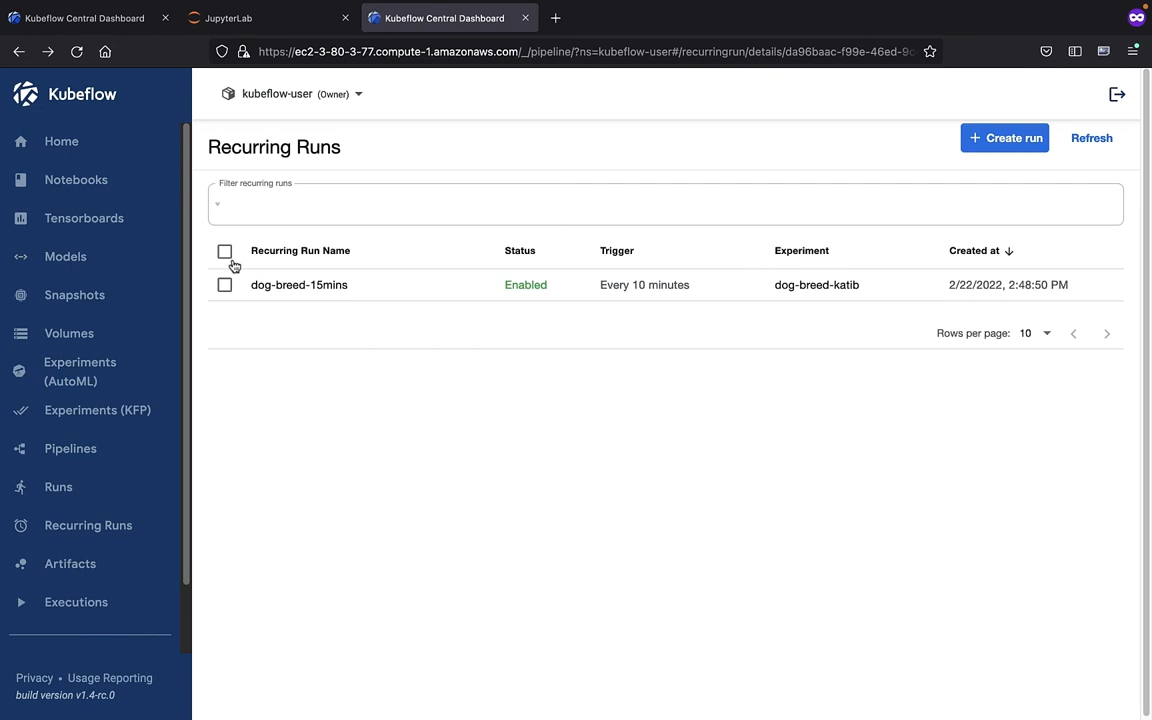 Kubeflow Central Dashboard
JupyterLab
Kubeflow Central Dashboard
https://ec2-3-80-3-77.compute-1.amazonaws.com/_/pipeline/?ns=kubeflow-user#/recurringrun/details/da96baac-f99e-46ed-9c
Kubeflow
kubeflow-user (Owner)
Home
Notebooks
Tensorboards
Models
Snapshots
Volumes
Experiments
(AutoML)
Experiments (KFP)
Pipelines
Runs
Recurring Runs
Artifacts
Executions
Privacy • Usage Reporting
build version v1.4-rc.0
Recurring Runs
+ Create run
Refresh
Filter recurring runs
Recurring Run Name Status Trigger Experiment Created at
dog-breed-15mins Enabled Every 10 minutes dog-breed-katib 2/22/2022, 2:48:50 PM
Rows per page: 10